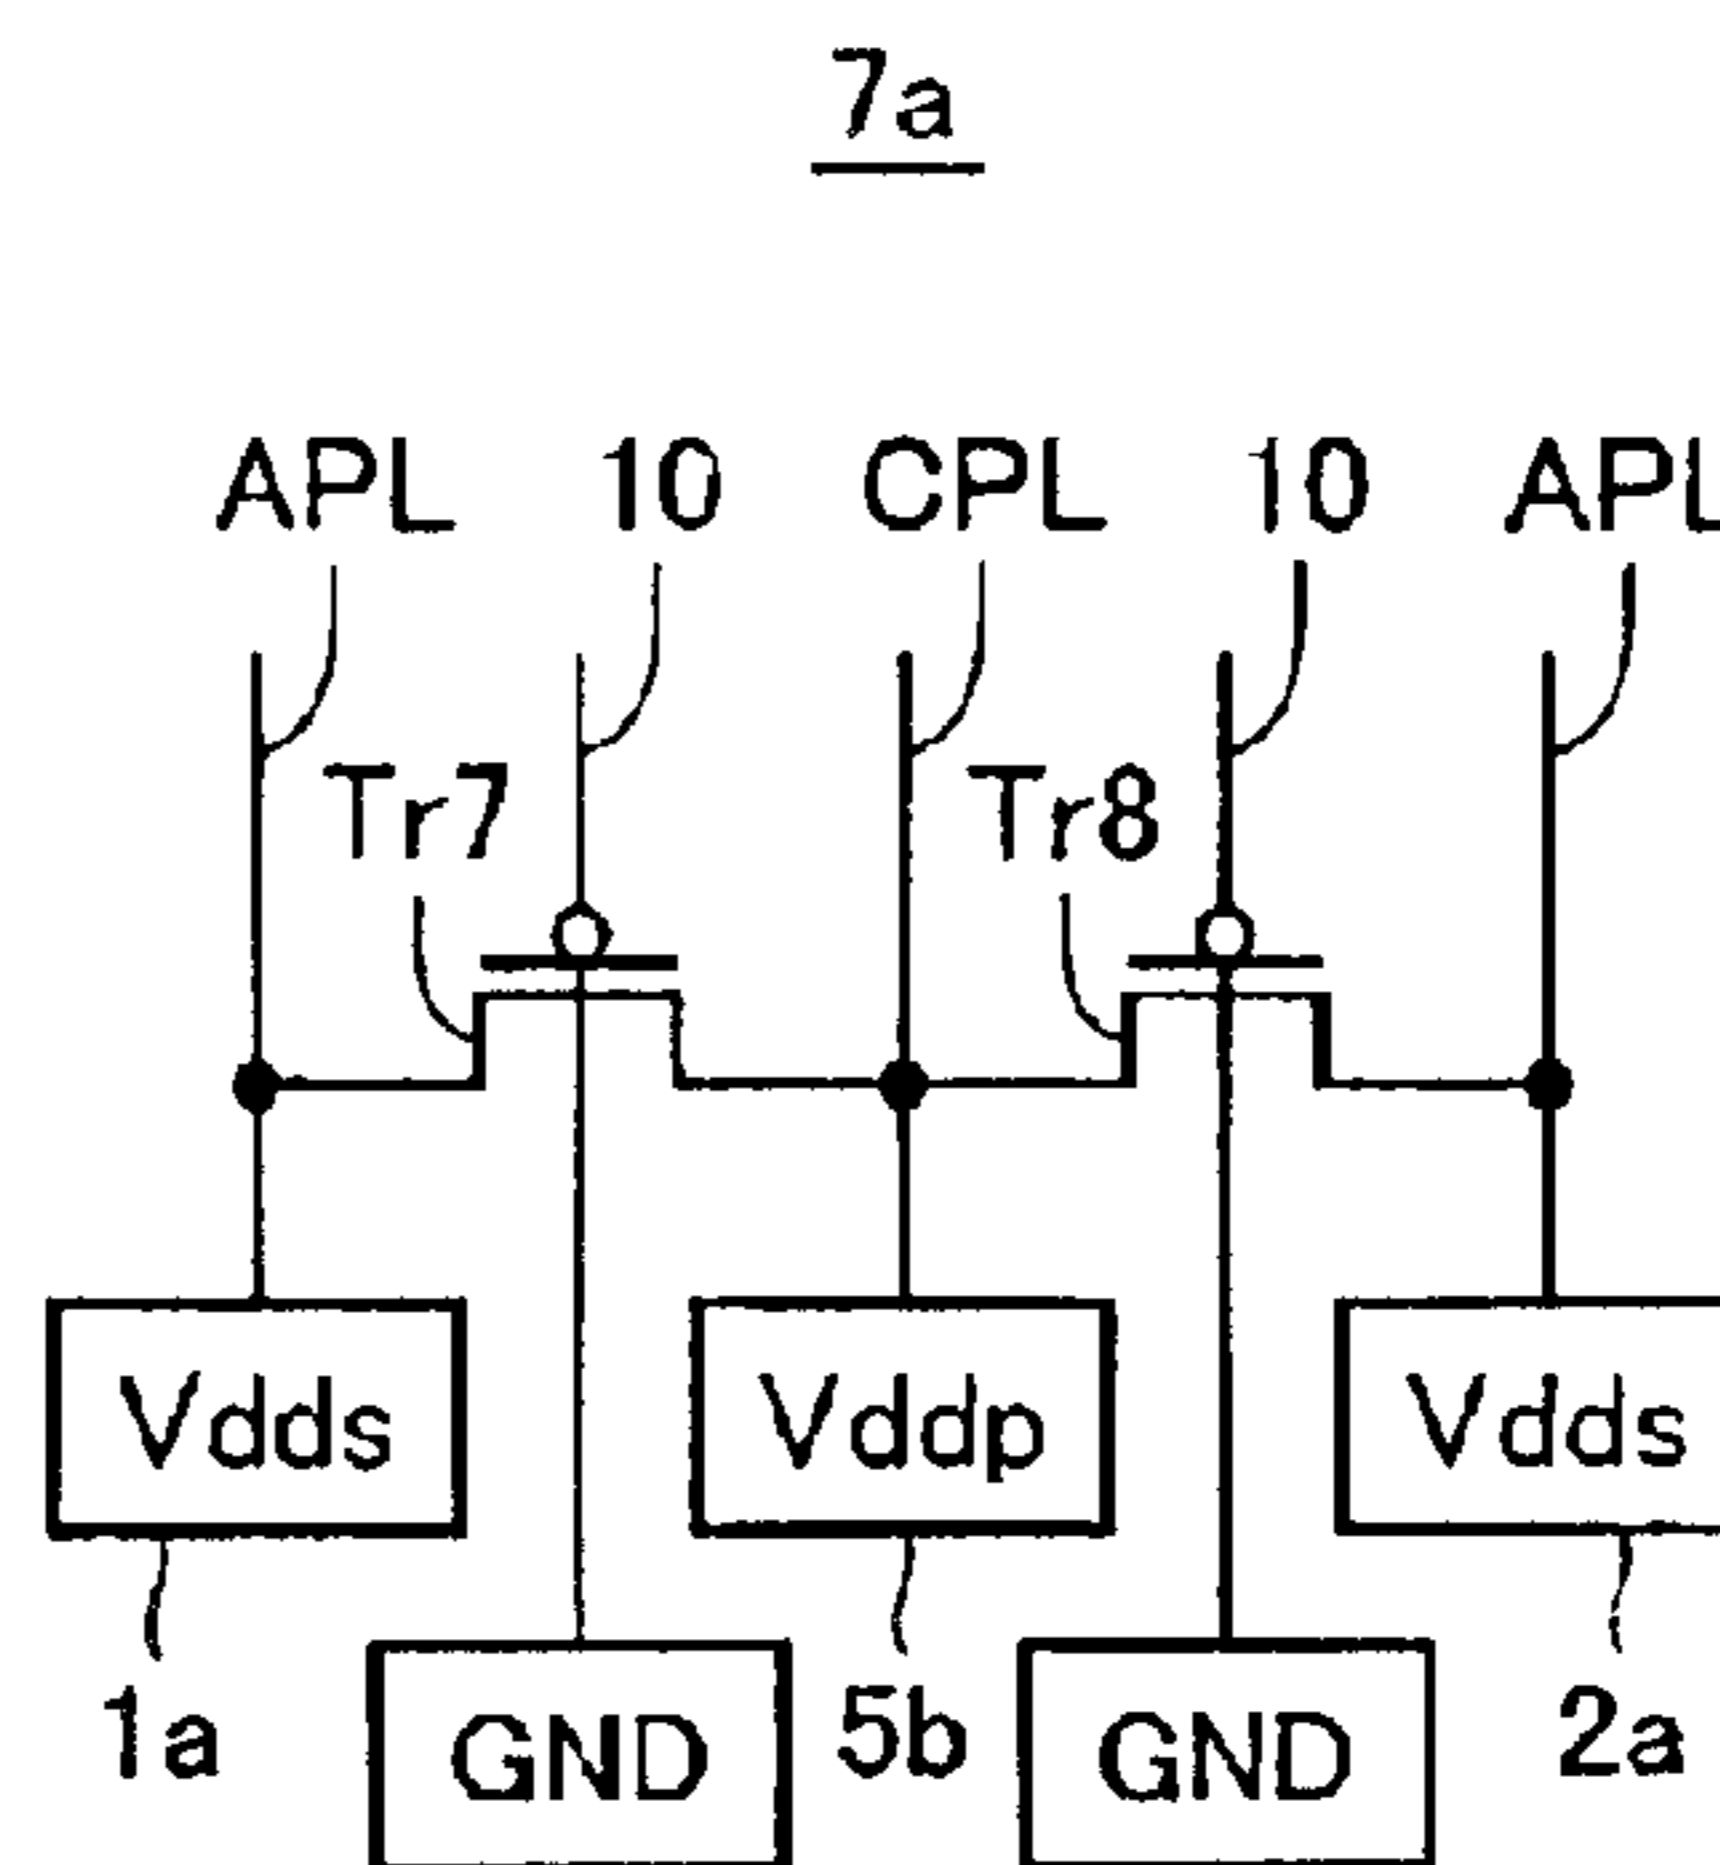 7a
APL 10 CPL 10 APL
Tr7 Tr8
Vdds Vddp Vdds
1a 5b 2a
GND GND